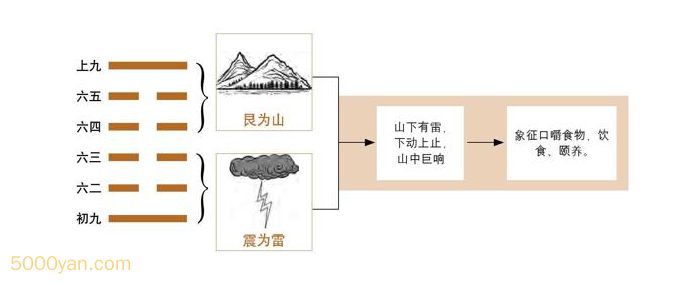 上九
六五
六四
六三
六二
初九
艮为山
震为雷
山下有雷、
下动上止,
山中巨响
象征口嚼食物、饮
食、颐养。
5000yan.com